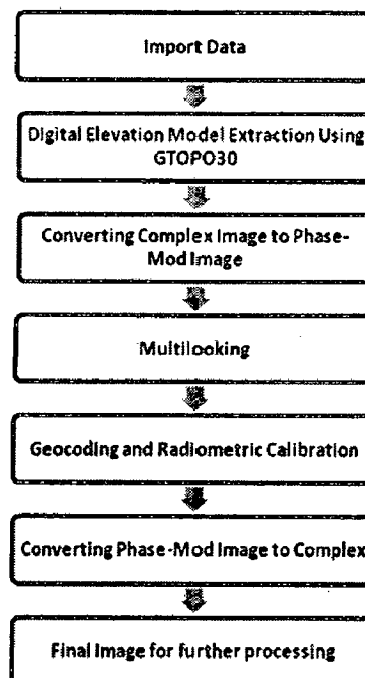 Import Data
Digital Elevation Model Extraction Using
GTOPO30
Converting Complex Image to Phase-
Mod Image
Multilooking
Geocoding and Radiometric Calibration
Converting Phase-Mod Image to Complex
Final Image for further processing